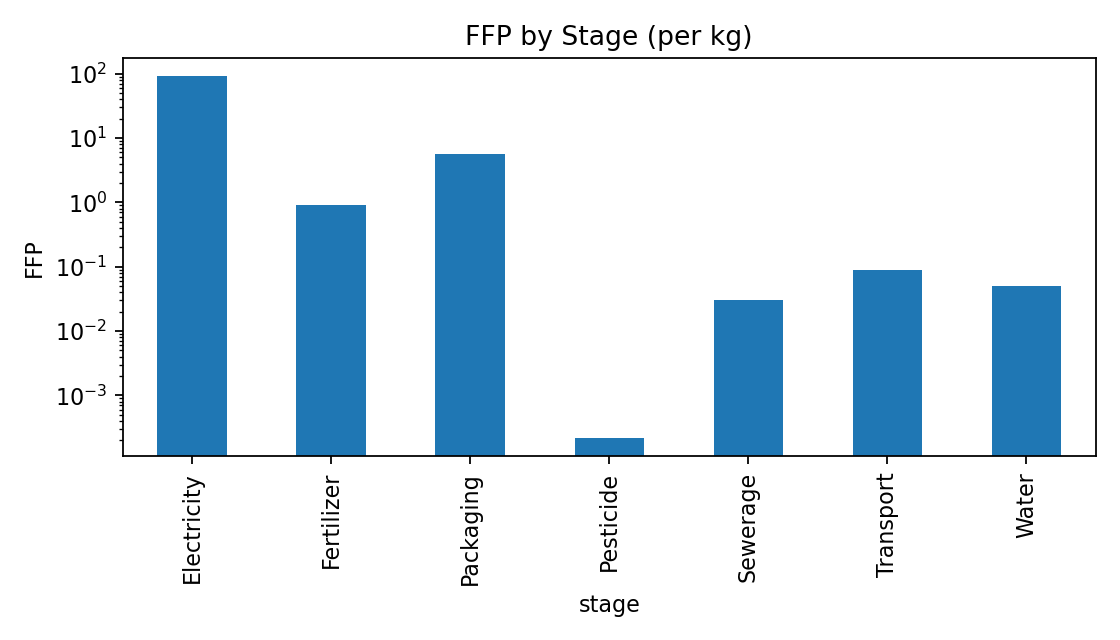 FFP by Stage (per kg)
FFP
10²
10¹
10⁰
10⁻¹
10⁻²
10⁻³
Electricity
Fertilizer
Packaging
Pesticide
Sewerage
Transport
Water
stage